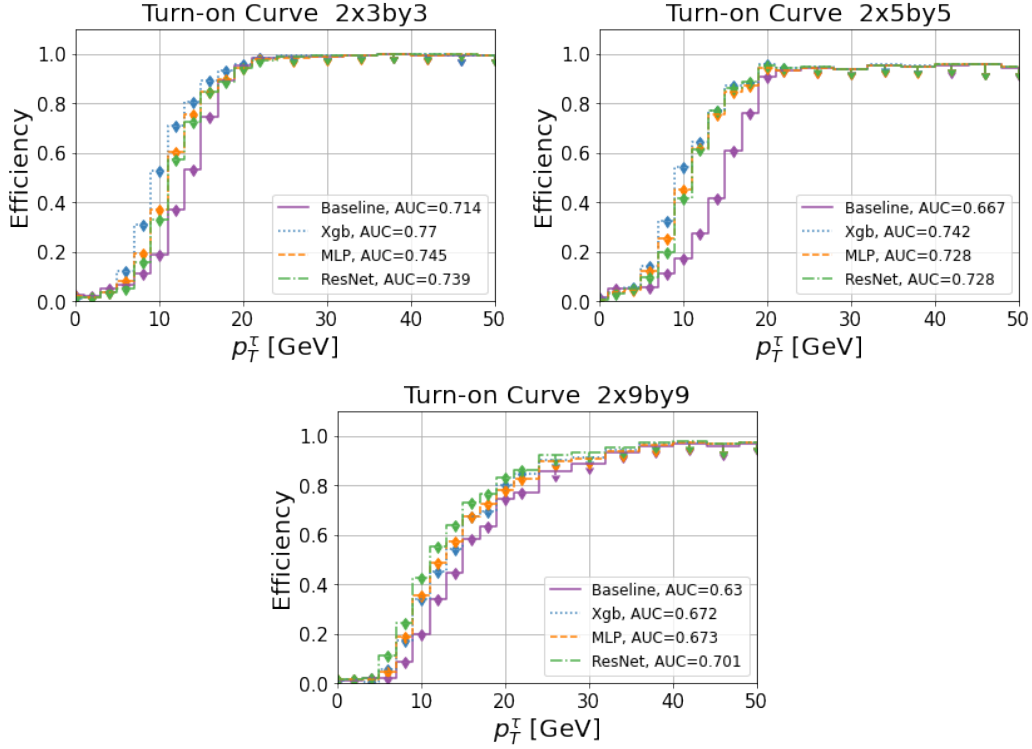 Turn-on Curve 2x3by3
Efficiency
1.0
0.8
0.6
0.4
0.2
0.0
Baseline, AUC=0.714
Xgb, AUC=0.77
MLP, AUC=0.745
ResNet, AUC=0.739
0 10 20 30 40 50
p_T^τ [GeV]
Turn-on Curve 2x5by5
Efficiency
1.0
0.8
0.6
0.4
0.2
0.0
Baseline, AUC=0.667
Xgb, AUC=0.742
MLP, AUC=0.728
ResNet, AUC=0.728
0 10 20 30 40 50
p_T^τ [GeV]
Turn-on Curve 2x9by9
Efficiency
1.0
0.8
0.6
0.4
0.2
0.0
Baseline, AUC=0.63
Xgb, AUC=0.672
MLP, AUC=0.673
ResNet, AUC=0.701
0 10 20 30 40 50
p_T^τ [GeV]